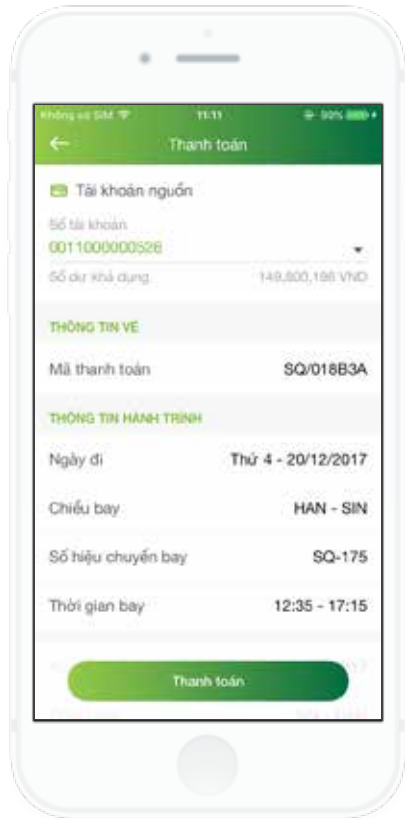 Không có SIM 11:11 90%
Thanh toán
Tài khoản nguồn
Số tài khoản
0011000000526
Số dư khả dụng 149,800,196 VND
THÔNG TIN VÉ
Mã thanh toán SQ/018B3A
THÔNG TIN HÀNH TRÌNH
Ngày đi Thứ 4 - 20/12/2017
Chiều bay HAN - SIN
Số hiệu chuyến bay SQ-175
Thời gian bay 12:35 - 17:15
Thanh toán